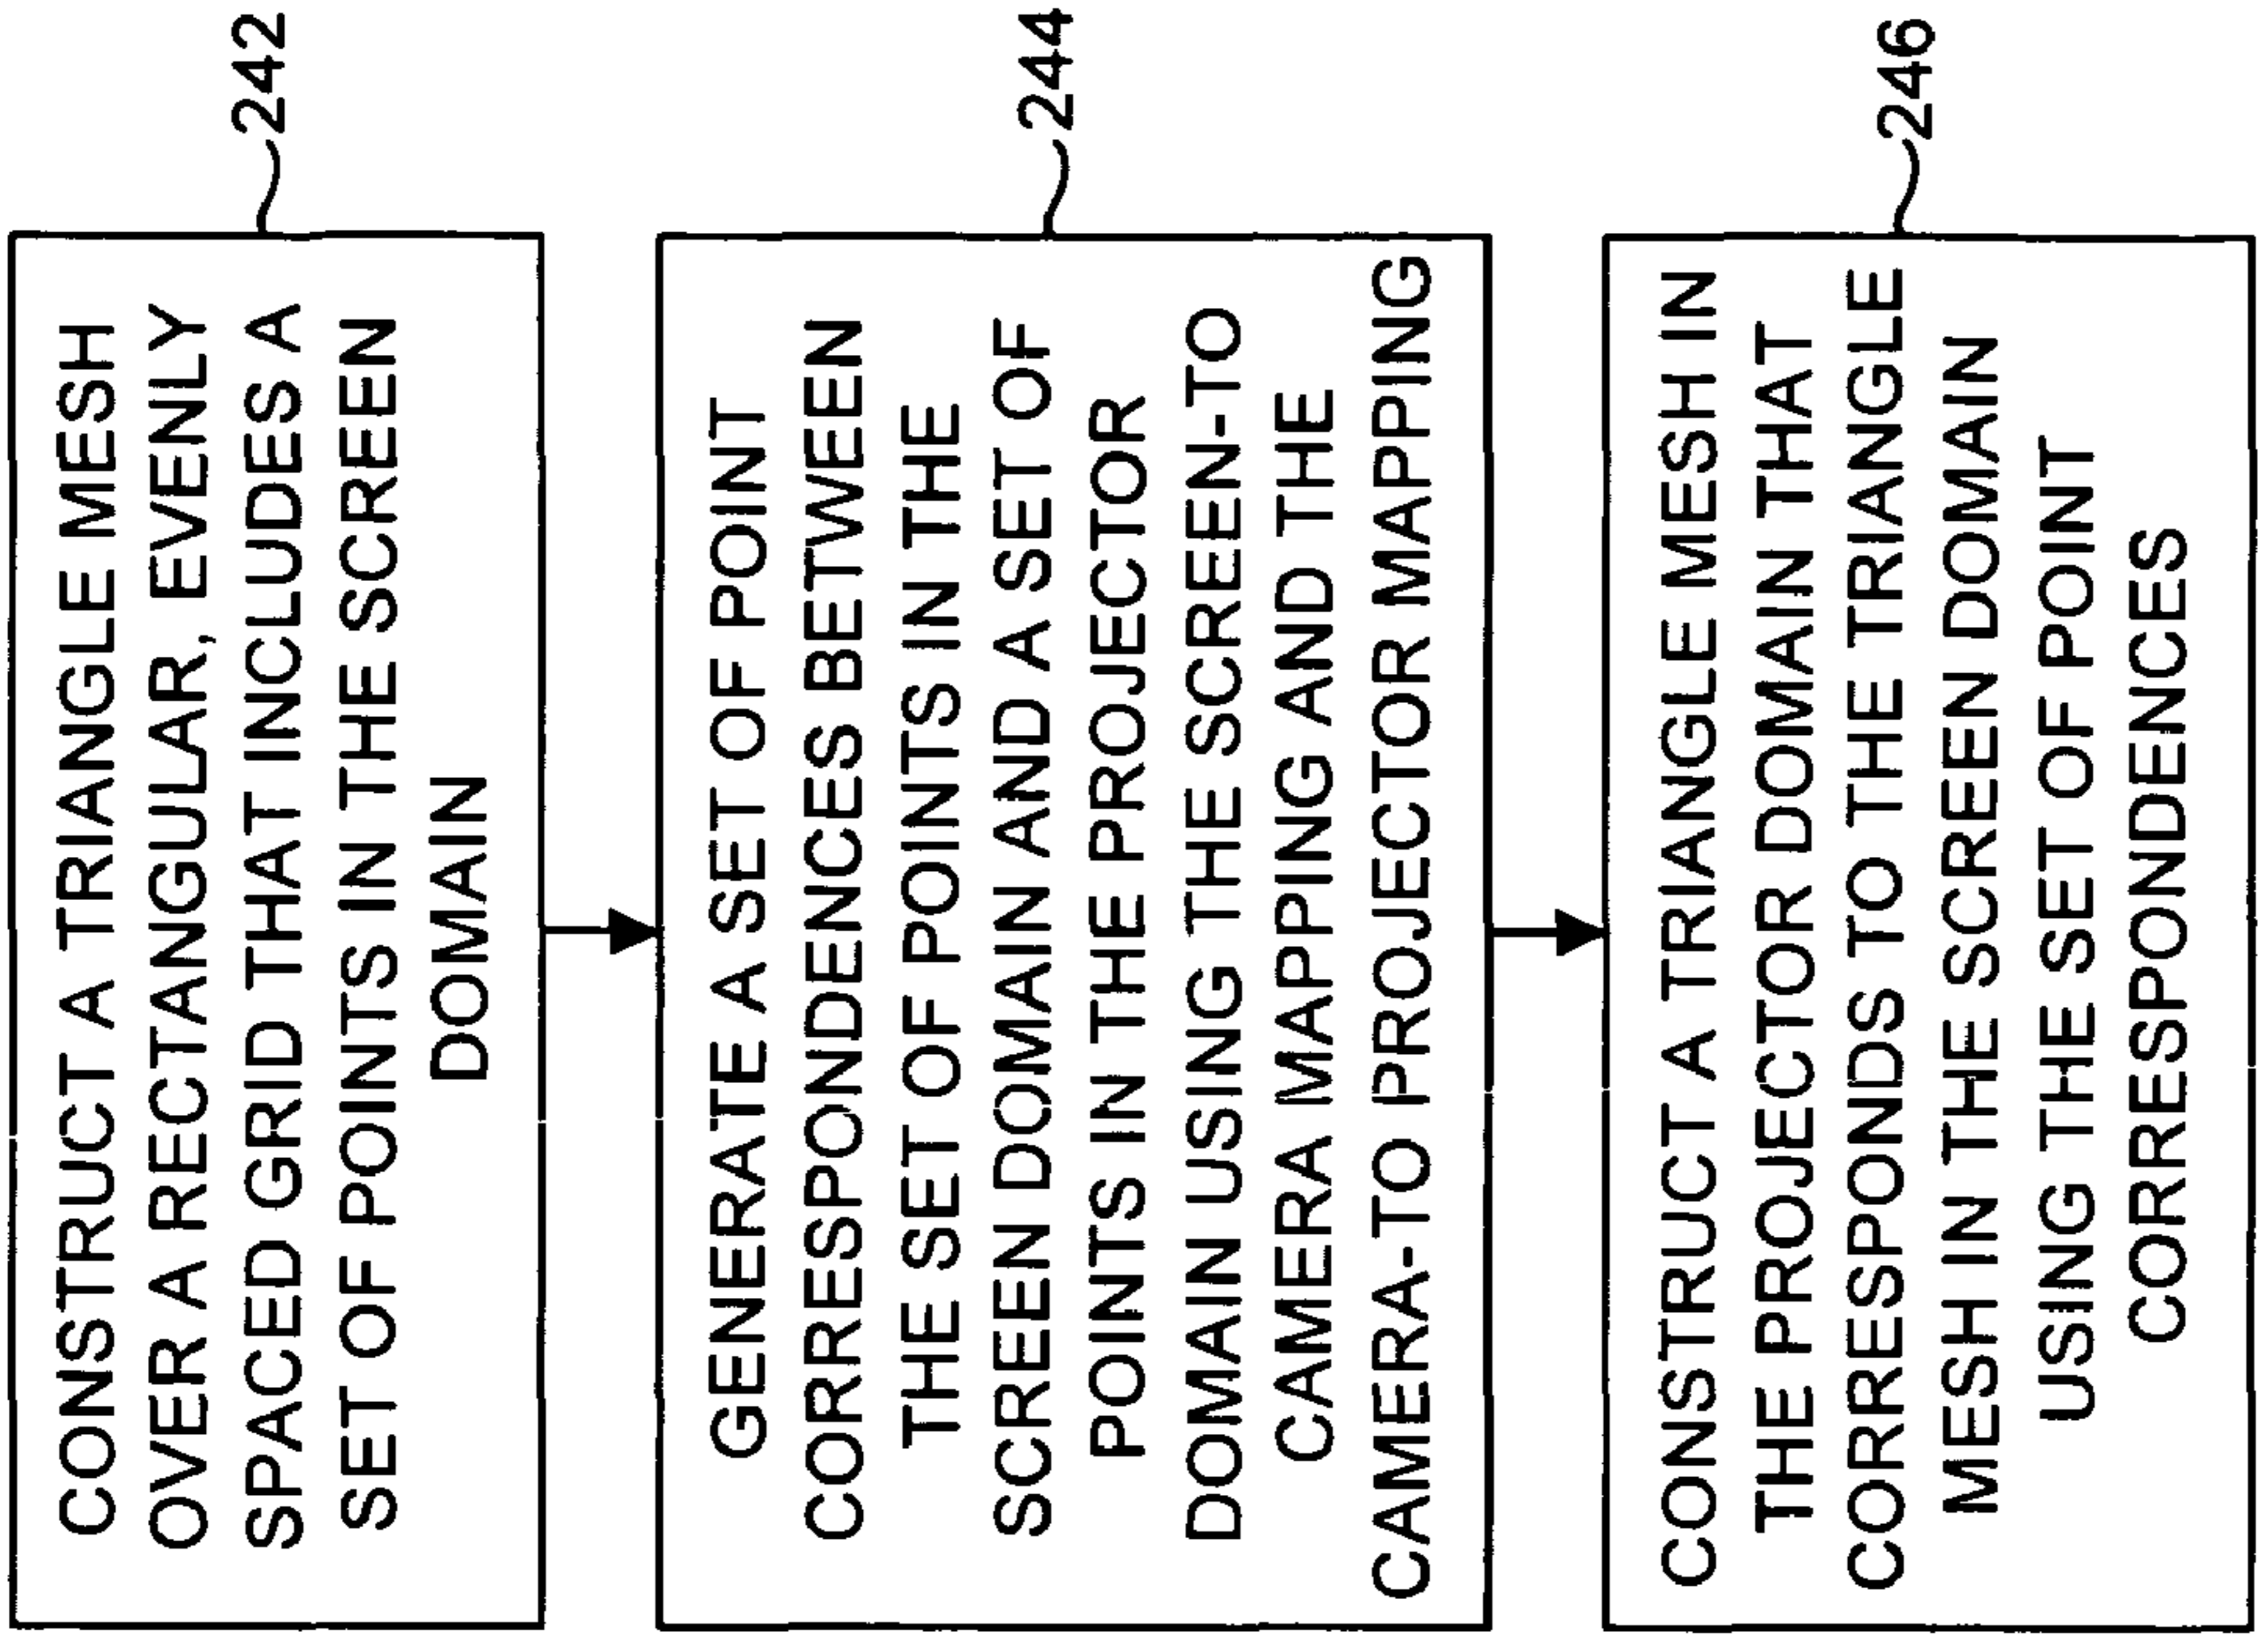 CONSTRUCT A TRIANGLE MESH
OVER A RECTANGULAR, EVENLY
SPACED GRID THAT INCLUDES A
SET OF POINTS IN THE SCREEN
DOMAIN
242
GENERATE A SET OF POINT
CORRESPONDENCES BETWEEN
THE SET OF POINTS IN THE
SCREEN DOMAIN AND A SET OF
POINTS IN THE PROJECTOR
DOMAIN USING THE SCREEN-TO
CAMERA MAPPING AND THE
CAMERA-TO PROJECTOR MAPPING
244
CONSTRUCT A TRIANGLE MESH IN
THE PROJECTOR DOMAIN THAT
CORRESPONDS TO THE TRIANGLE
MESH IN THE SCREEN DOMAIN
USING THE SET OF POINT
CORRESPONDENCES
246